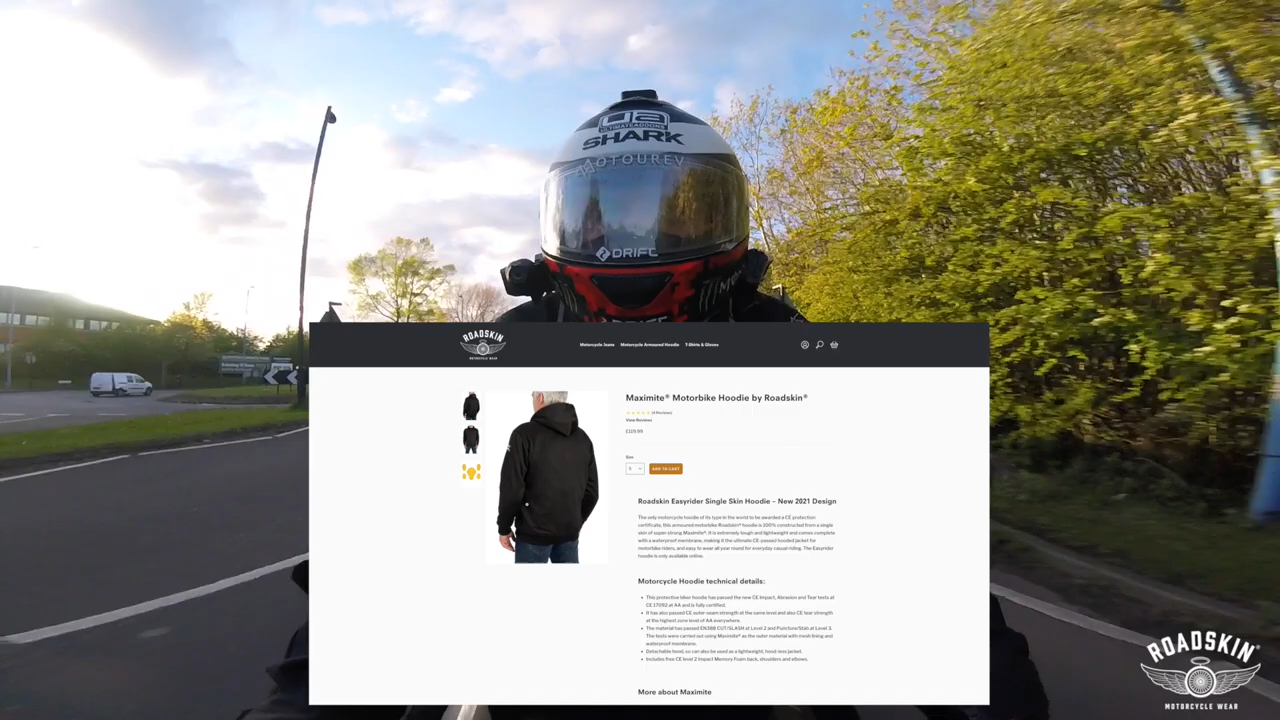 UA
ULTIMATEADDONS
SHARK
MOTOUREV
DRIFT
DRIFT
ROADSKIN
MOTORCYCLE WEAR
Motorcycle Jeans Motorcycle Armoured Hoodie T-Shirts & Gloves
Maximite® Motorbike Hoodie by Roadskin®
(4 Reviews)
View Reviews
£119.99
Size
S
ADD TO CART
Roadskin Easyrider Single Skin Hoodie – New 2021 Design
The only motorcycle hoodie of its type in the world to be awarded a CE protection
certificate, this armoured motorbike Roadskin® hoodie is 100% constructed from a single
skin of super-strong Maximite®. It is extremely tough and lightweight and comes complete
with a waterproof membrane, making it the ultimate CE-passed hooded jacket for
motorbike riders, and easy to wear all year round for everyday casual riding. The Easyrider
hoodie is only available online.
Motorcycle Hoodie technical details:
• This protective biker hoodie has passed the new CE Impact, Abrasion and Tear tests at
CE 17092 at AA and is fully certified.
• It has also passed CE outer seam strength at the same level and also CE tear strength
at the highest zone level of AA everywhere.
• The material has passed EN388 CUT/SLASH at Level 2 and Puncture/Stab at Level 3.
The tests were carried out using Maximite® as the outer material with mesh lining and
waterproof membrane.
• Detachable hood, so can also be used as a lightweight, hood-less jacket.
• Includes free CE level 2 Impact Memory Foam back, shoulders and elbows.
More about Maximite
ROADSKIN®
MOTORCYCLE WEAR